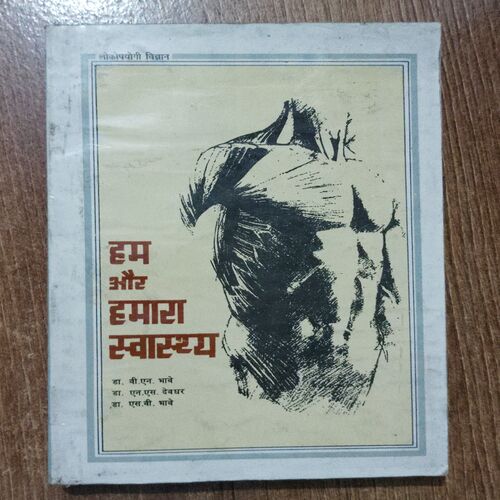 लोकोपयोगी विज्ञान
हम
और
हमारा
स्वास्थ्य
डा. वी.एन. भावे
डा. एन.एस. देवधर
डा. एस.वी. भावे